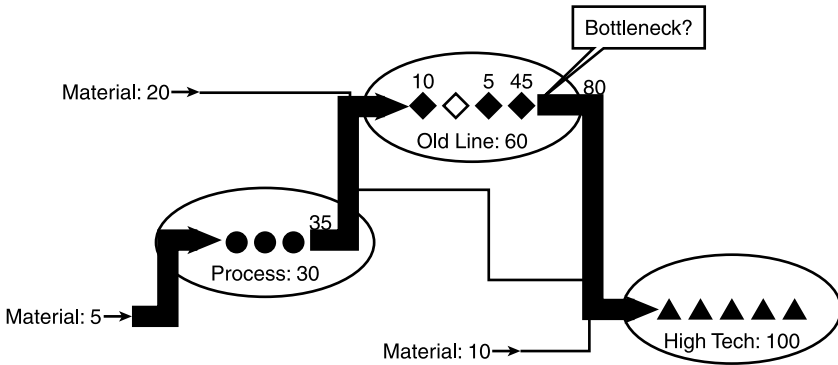 Bottleneck?
Material: 20
10
5
45
80
Old Line: 60
35
Process: 30
Material: 5
High Tech: 100
Material: 10